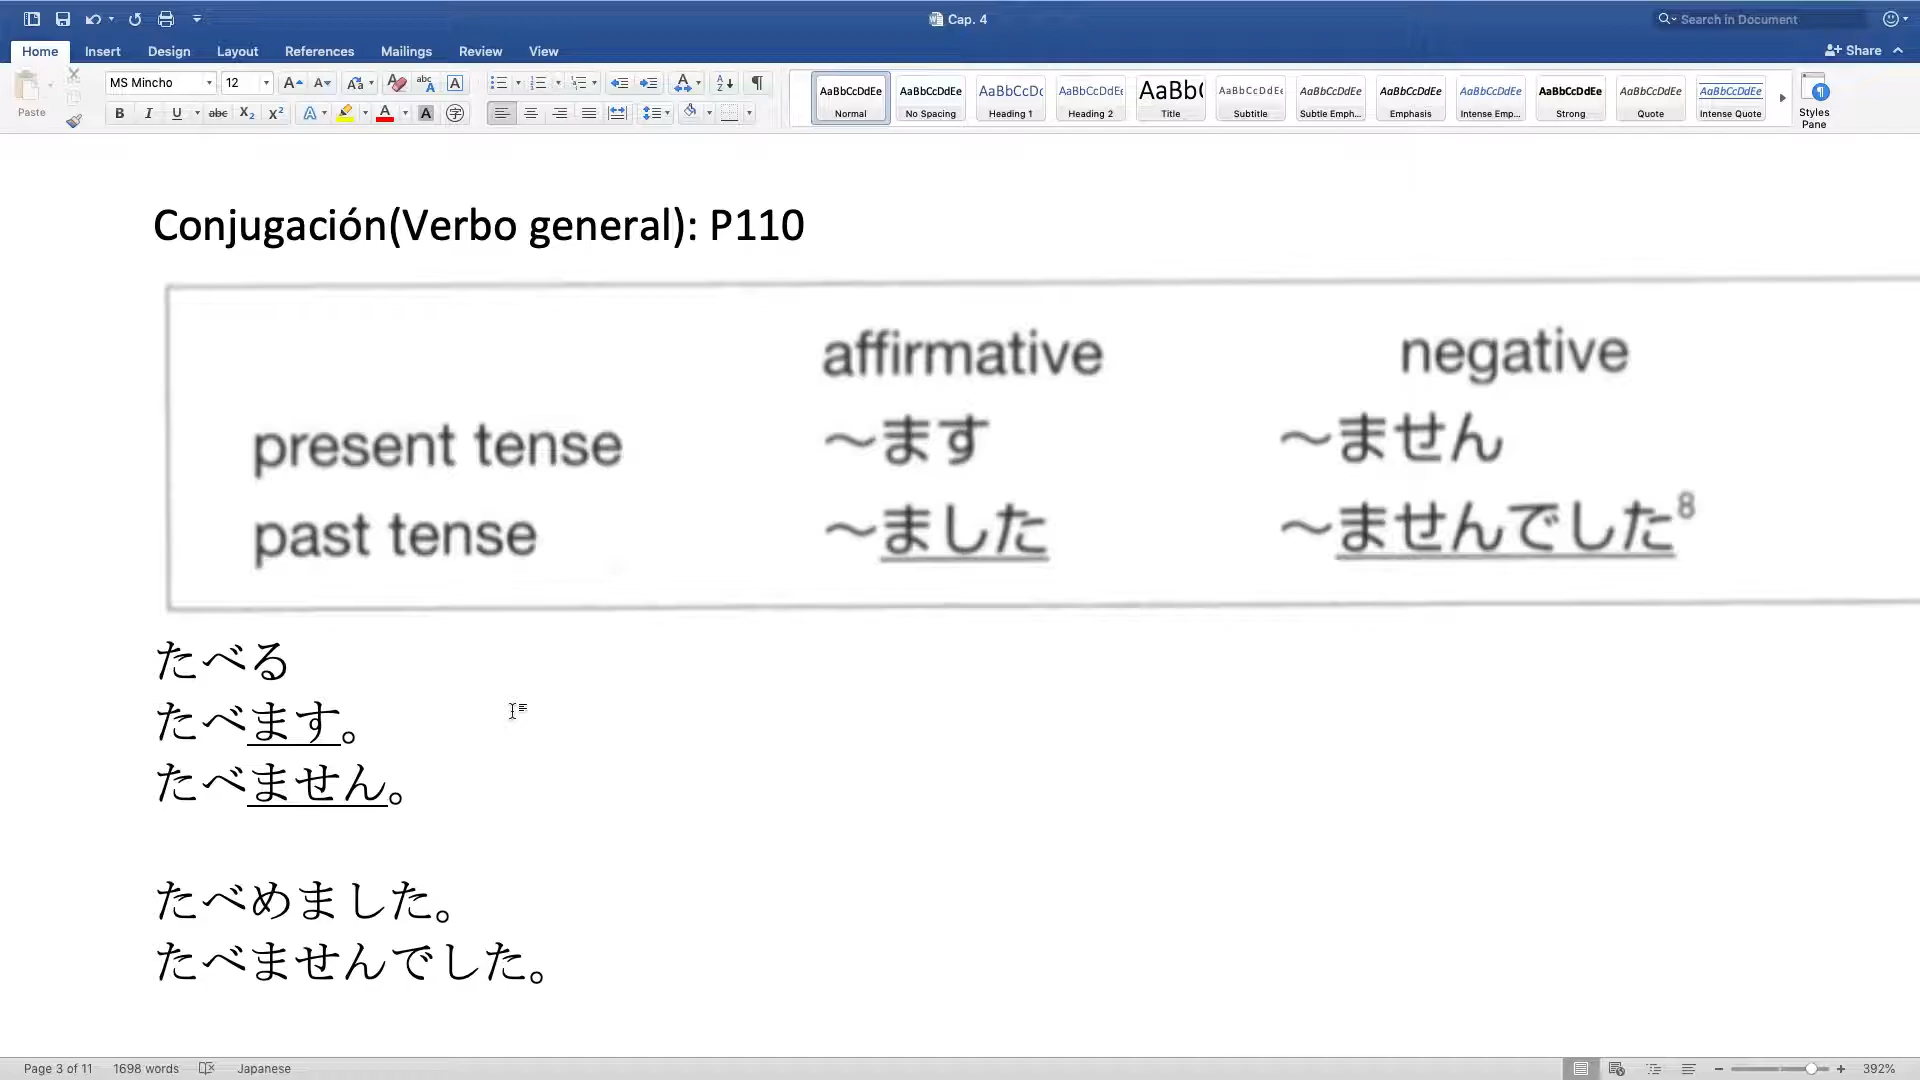 Cap. 4
Search in Document
Home Insert Design Layout References Mailings Review View
Share
Paste
MS Mincho 12
AaBbCcDdEe AaBbCcDdEe AaBbCcDc AaBbCcDdEe AaBb( AaBbCcDdEe AaBbCcDdEe AaBbCcDdEe AaBbCcDdEe AaBbCcDdEe AaBbCcDdEe AaBbCcDdEe
Normal No Spacing Heading 1 Heading 2 Title Subtitle Subtle Emph... Emphasis Intense Emp... Strong Quote Intense Quote
Styles
Pane
Conjugación(Verbo general): P110
affirmative negative
present tense ～ます ～ません
past tense ～ました ～ませんでした8
たべる
たべます。
たべません。
たべめました。
たべませんでした。
Page 3 of 11 1698 words Japanese 392%